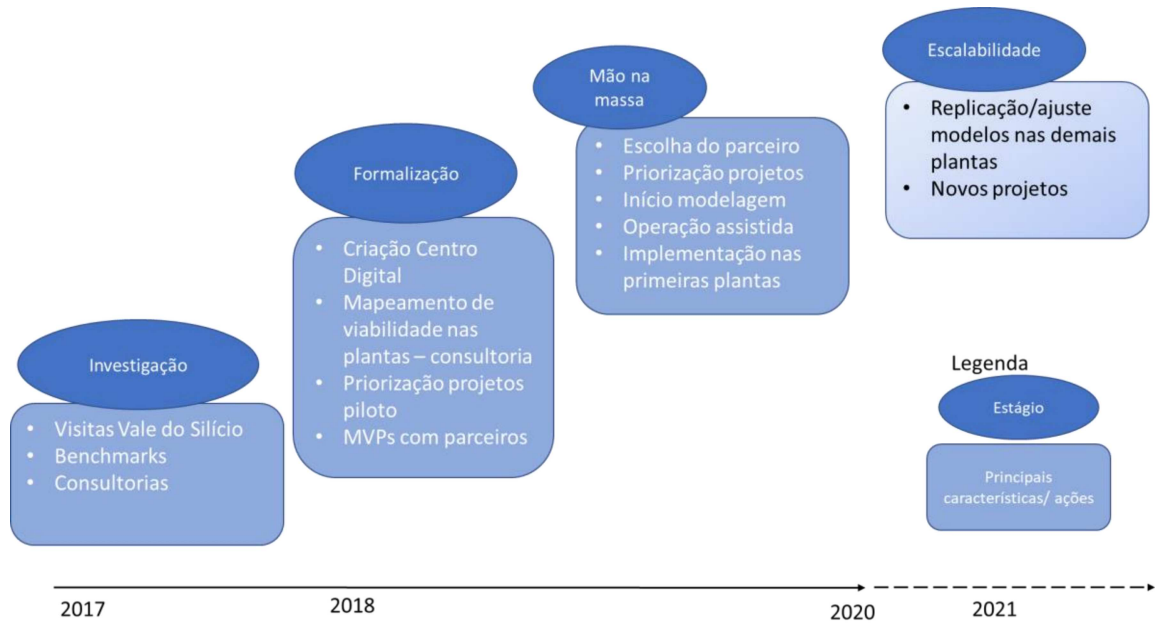 Investigação
• Visitas Vale do Silício
• Benchmarks
• Consultorias
Formalização
• Criação Centro
Digital
• Mapeamento de
viabilidade nas
plantas – consultoria
• Priorização projetos
piloto
• MVPs com parceiros
Mão na
massa
• Escolha do parceiro
• Priorização projetos
• Início modelagem
• Operação assistida
• Implementação nas
primeiras plantas
Escalabilidade
• Replicação/ajuste
modelos nas demais
plantas
• Novos projetos
Legenda
Estágio
Principais
características/ ações
2017
2018
2020
2021